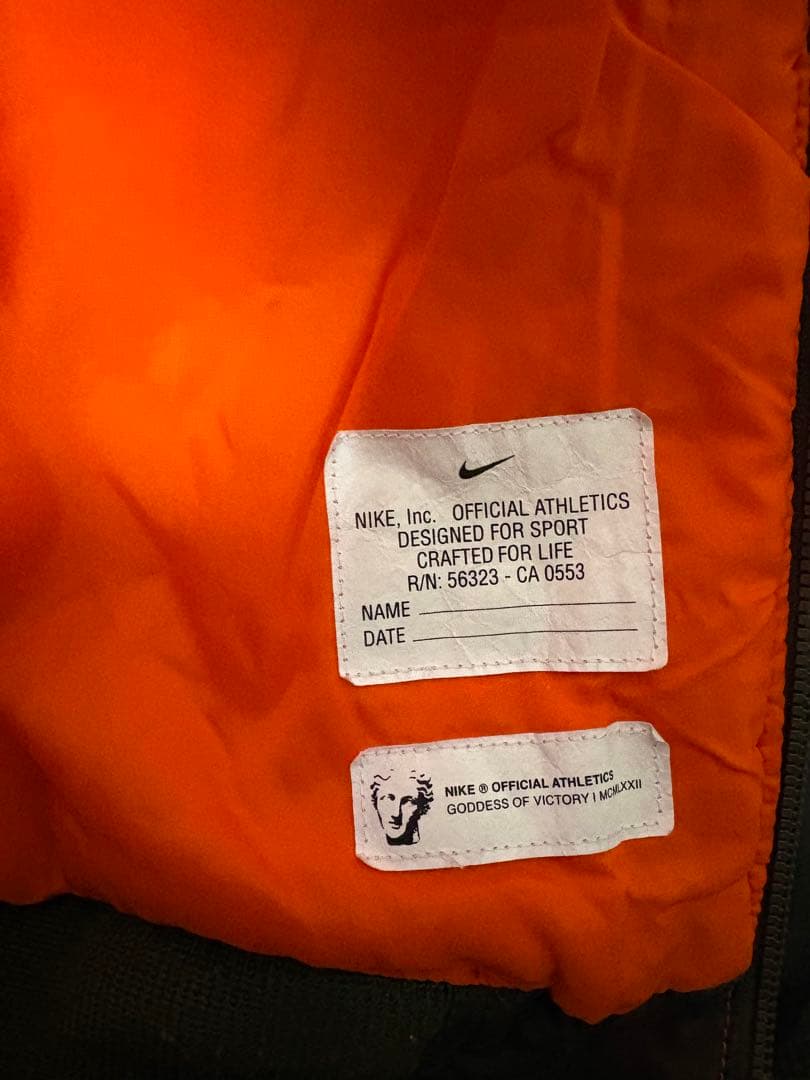 NIKE, Inc. OFFICIAL ATHLETICS
DESIGNED FOR SPORT
CRAFTED FOR LIFE
R/N: 56323 - CA 0553
NAME
DATE
NIKE ® OFFICIAL ATHLETICS
GODDESS OF VICTORY | MCMLXXII